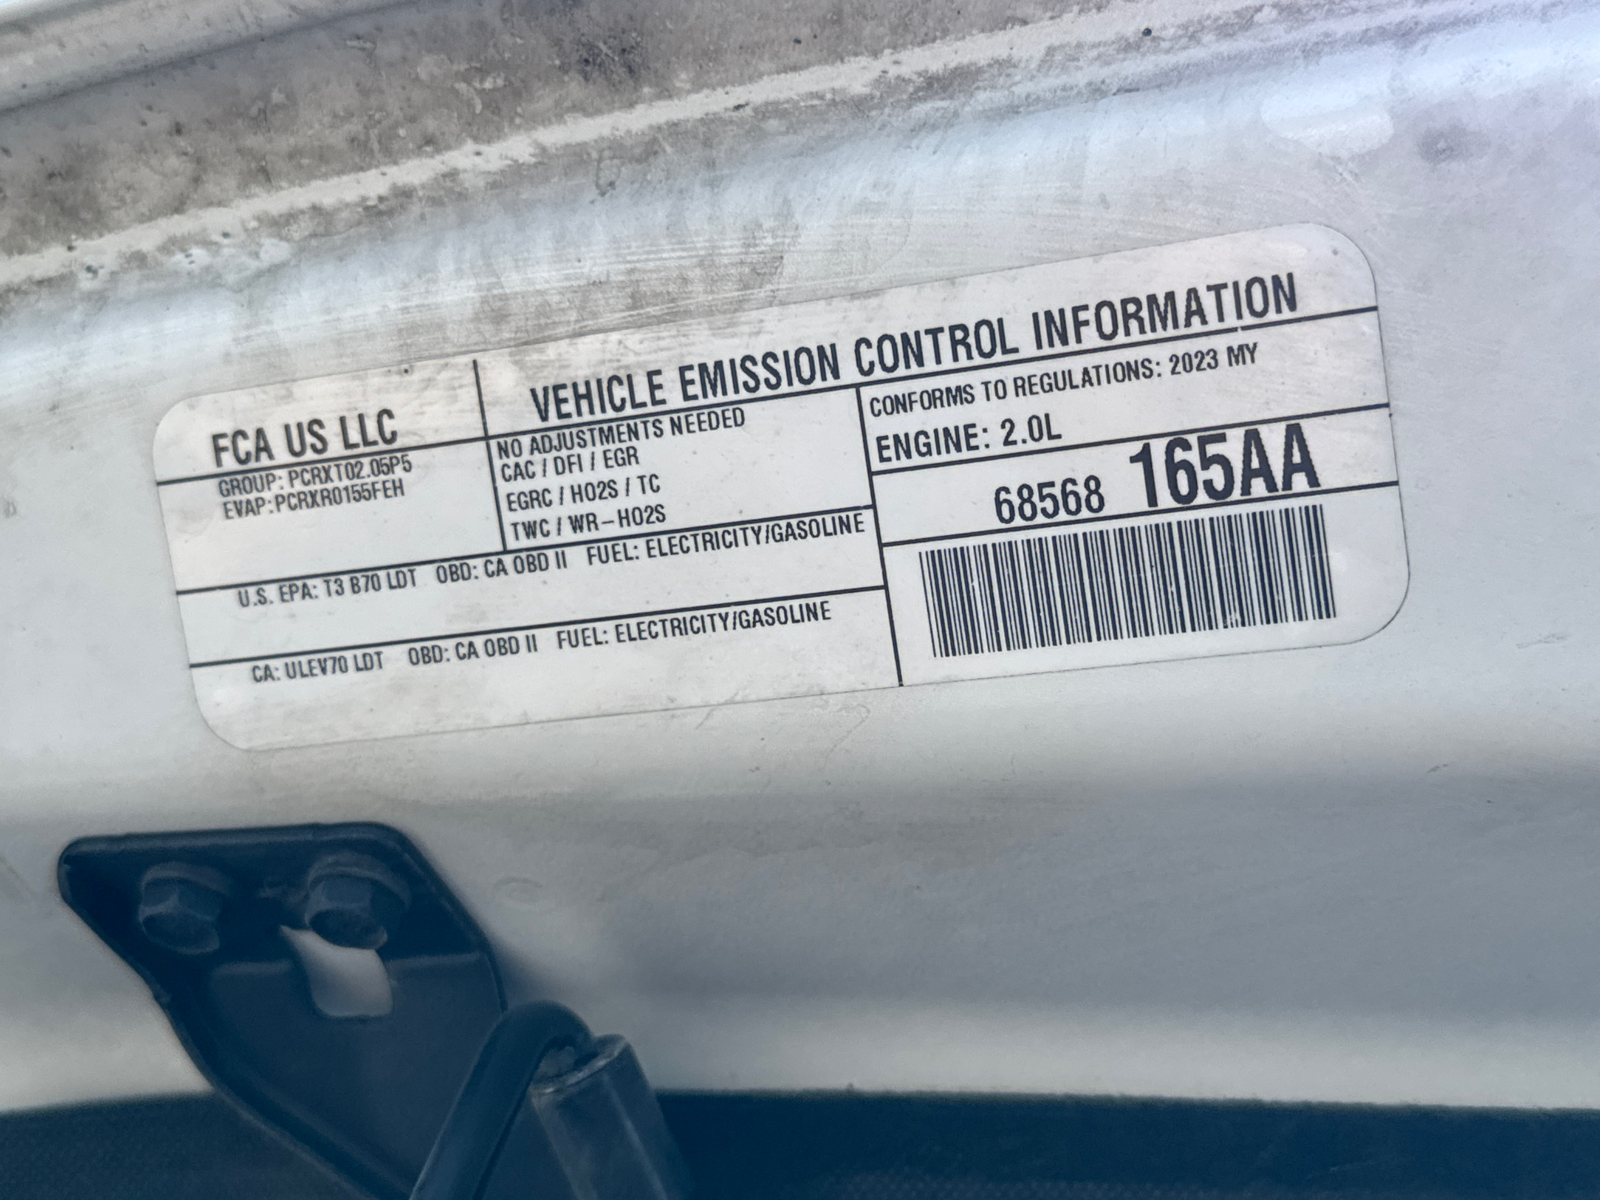 VEHICLE EMISSION CONTROL INFORMATION
FCA US LLC
GROUP: PCRXT02.05P5
EVAP:PCRXR0155FEH
NO ADJUSTMENTS NEEDED
CAC / DFI / EGR
EGRC / HO2S / TC
TWC / WR-HO2S
CONFORMS TO REGULATIONS: 2023 MY
ENGINE: 2.0L
68568 165AA
U.S. EPA: T3 B70 LDT OBD: CA OBD II FUEL: ELECTRICITY/GASOLINE
CA: ULEV70 LDT OBD: CA OBD II FUEL: ELECTRICITY/GASOLINE